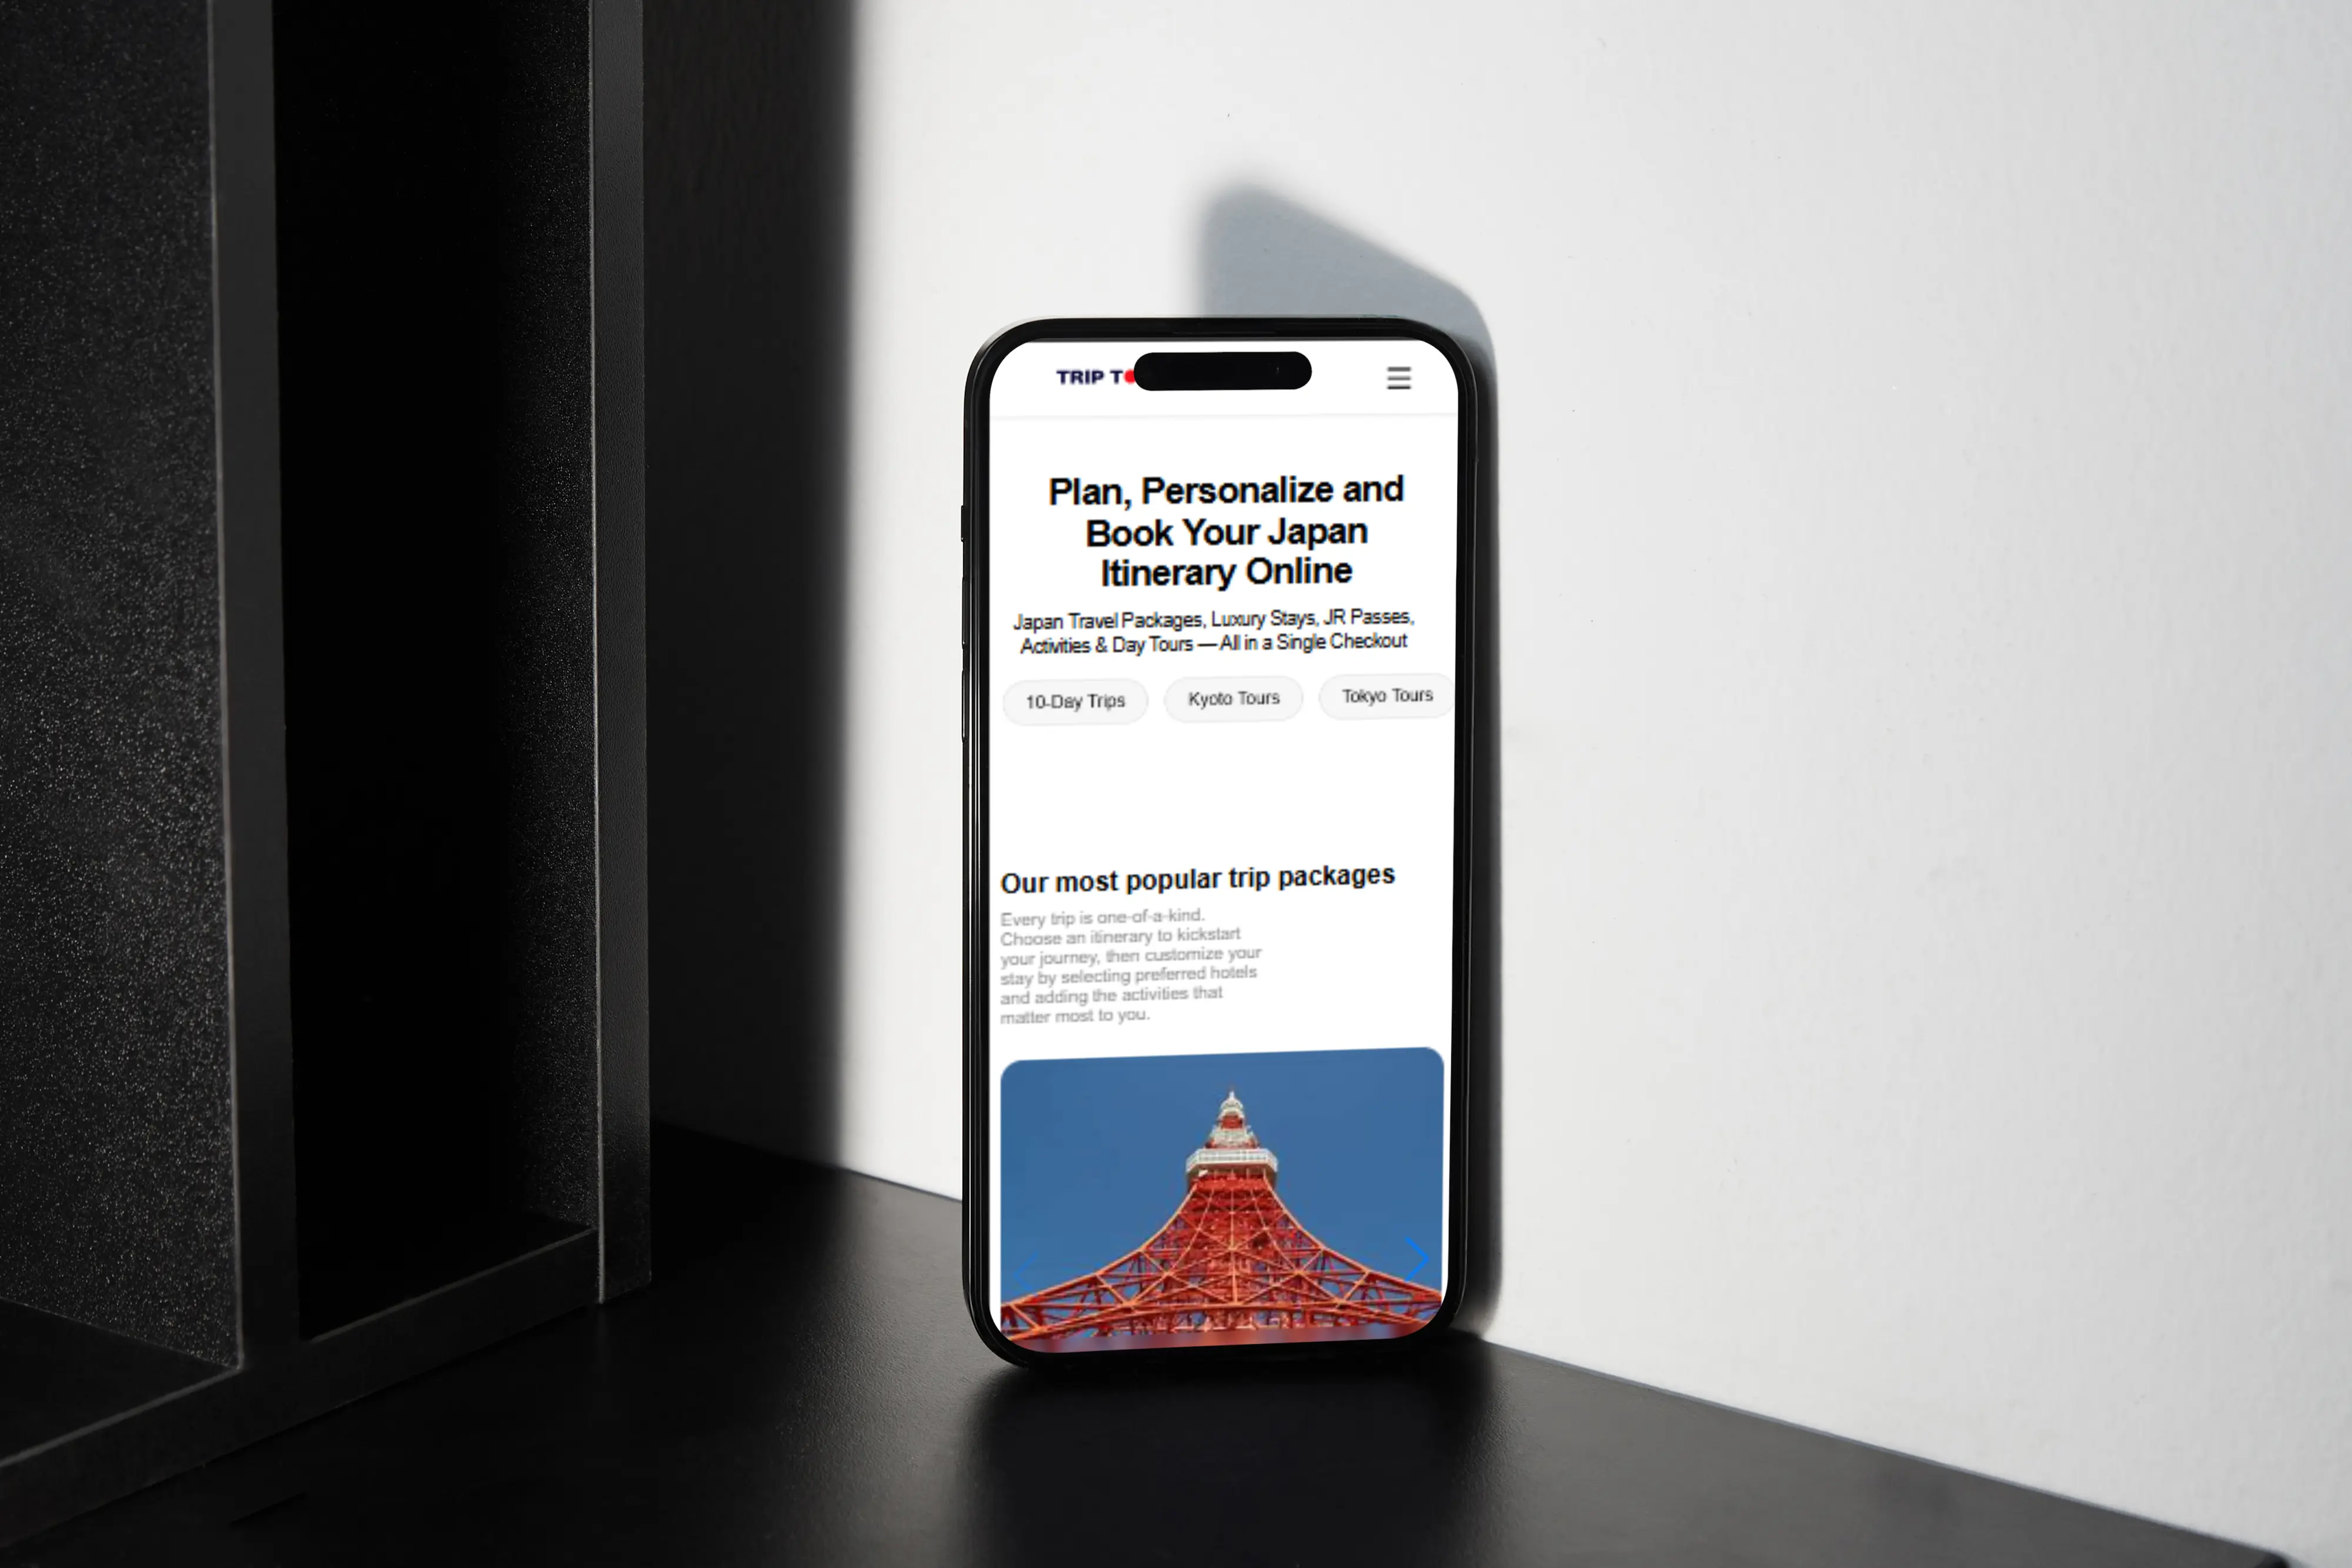 TRIP T
Plan, Personalize and
Book Your Japan
Itinerary Online
Japan Travel Packages, Luxury Stays, JR Passes,
Activities & Day Tours — All in a Single Checkout
10-Day Trips
Kyoto Tours
Tokyo Tours
Our most popular trip packages
Every trip is one-of-a-kind.
Choose an itinerary to kickstart
your journey, then customize your
stay by selecting preferred hotels
and adding the activities that
matter most to you.